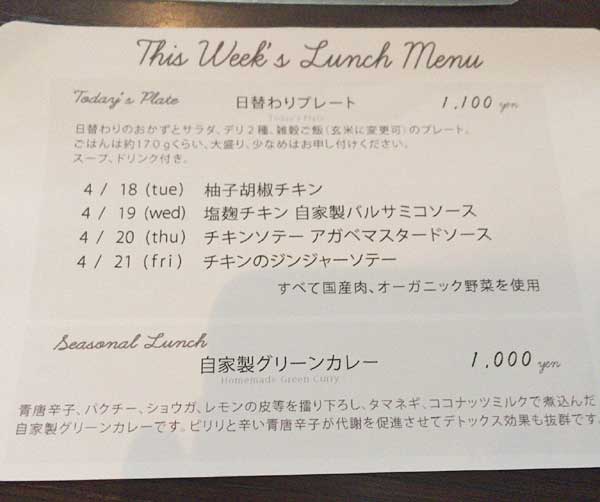 This Week's Lunch Menu
Today's Plate 日替わりプレート 1,100 yen
Today's Plate
日替わりのおかずとサラダ、デリ2種、雑穀ご飯(玄米に変更可)のプレート。
ごはんは約170gくらい、大盛り、少なめはお申し付けください。
スープ、ドリンク付き。
4 / 18 (tue) 柚子胡椒チキン
4 / 19 (wed) 塩麹チキン 自家製バルサミコソース
4 / 20 (thu) チキンソテー アガベマスタードソース
4 / 21 (fri) チキンのジンジャーソテー
すべて国産肉、オーガニック野菜を使用
Seasonal Lunch
自家製グリーンカレー 1,000 yen
Homemade Green Curry
青唐辛子、パクチー、ショウガ、レモンの皮等を擂り下ろし、タマネギ、ココナッツミルクで煮込んだ
自家製グリーンカレーです。ピリリと辛い青唐辛子が代謝を促進させてデトックス効果も抜群です。